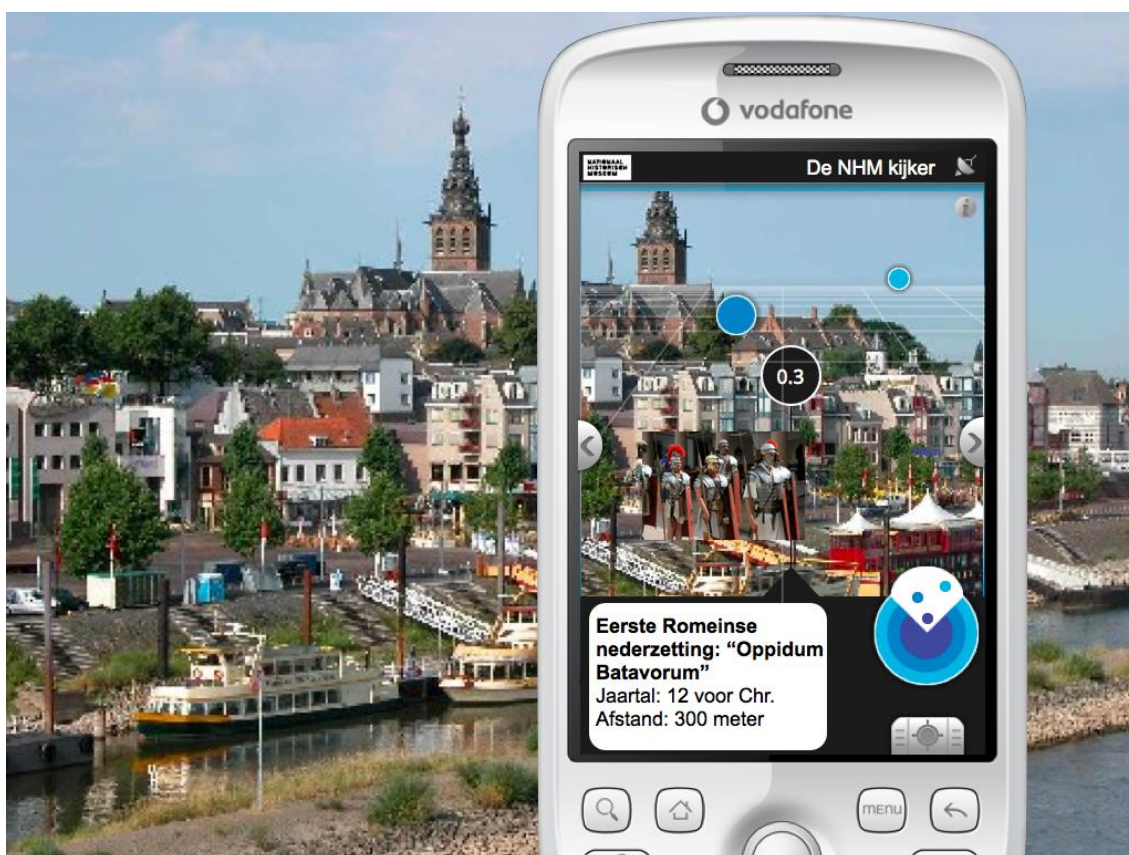 vodafone
NATIONAAL
HISTORISCH
MUSEUM
De NHM kijker
i
0.3
Eerste Romeinse
nederzetting: “Oppidum
Batavorum”
Jaartal: 12 voor Chr.
Afstand: 300 meter
MENU